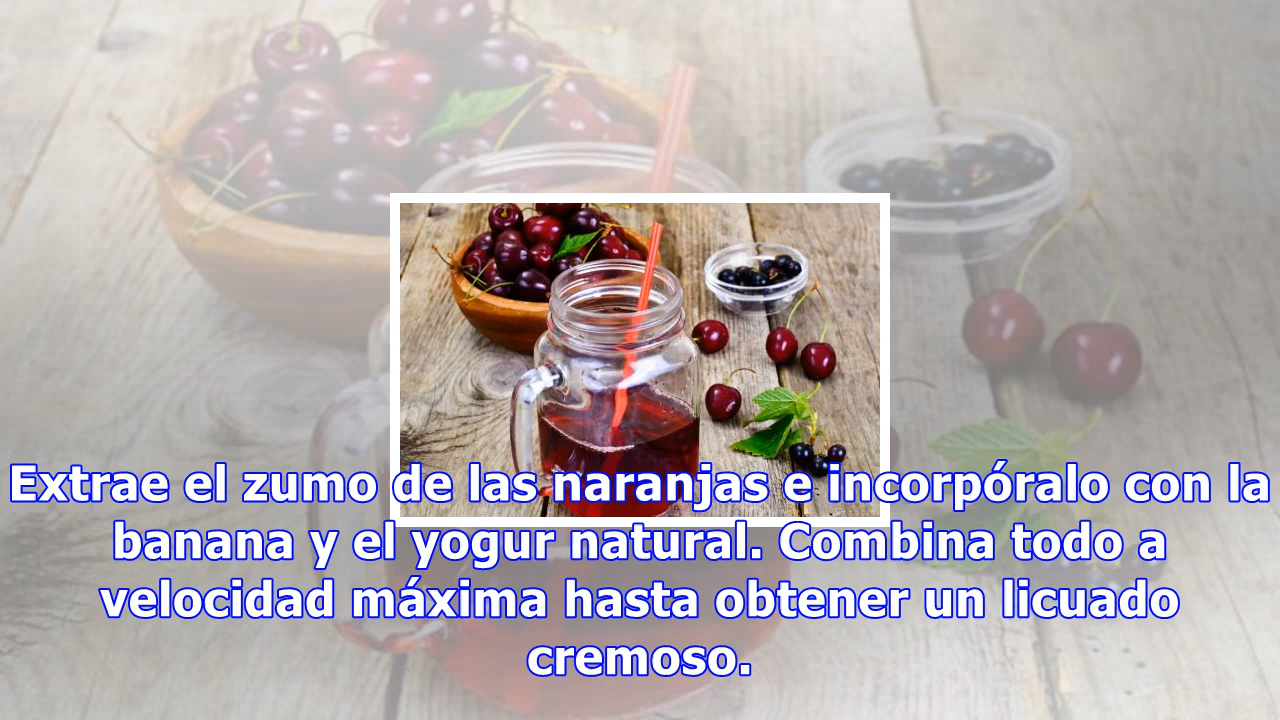 Extrae el zumo de las naranjas e incorpóralo con la
banana y el yogur natural. Combina todo a
velocidad máxima hasta obtener un licuado
cremoso.